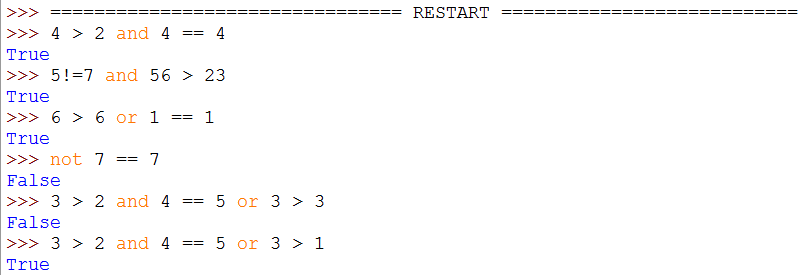 >>> ================================ RESTART ===========================
>>> 4 > 2 and 4 == 4
True
>>> 5!=7 and 56 > 23
True
>>> 6 > 6 or 1 == 1
True
>>> not 7 == 7
False
>>> 3 > 2 and 4 == 5 or 3 > 3
False
>>> 3 > 2 and 4 == 5 or 3 > 1
True